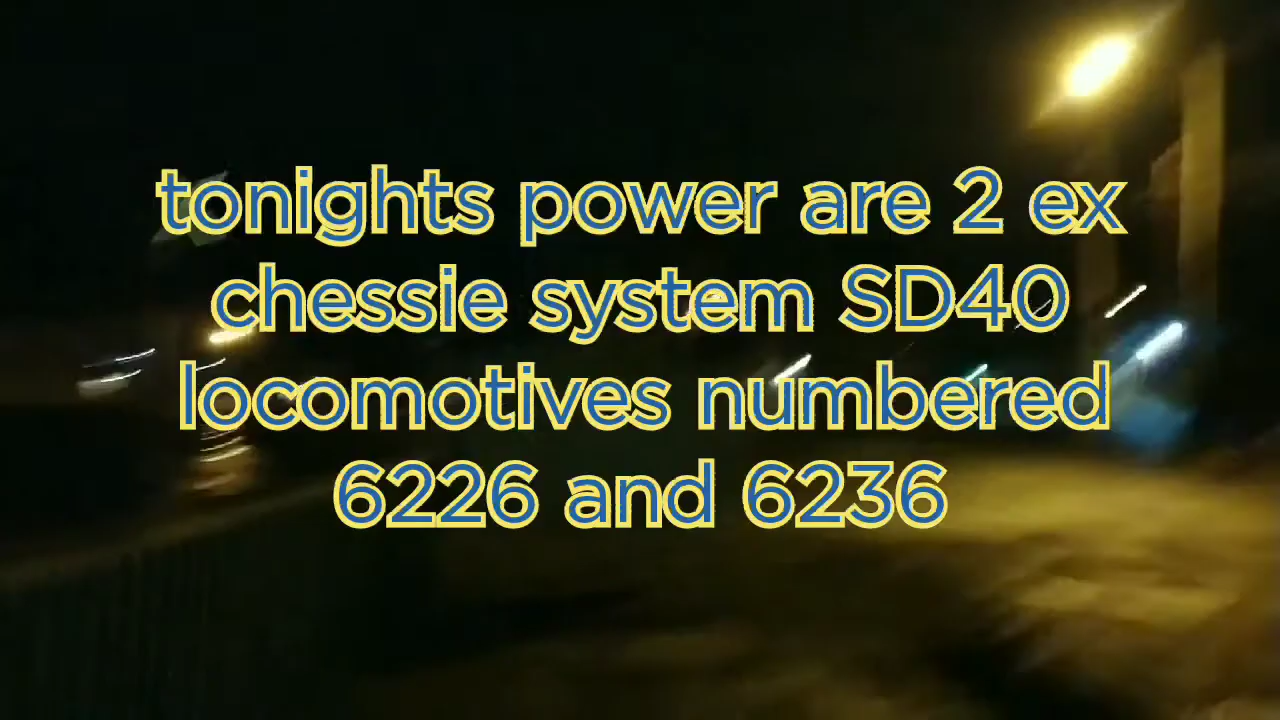 tonights power are 2 ex
chessie system SD40
locomotives numbered
6226 and 6236